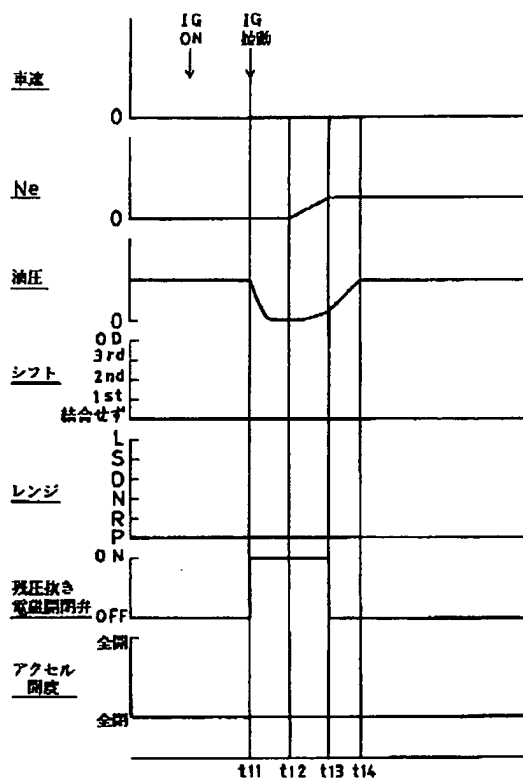 IG
ON
IG
始動
車速
0
Ne
0
油圧
0
シフト
OD
3rd
2nd
1st
結合せず
レンジ
L
S
D
N
R
P
残圧抜き
電磁開閉弁
ON
OFF
アクセル
開度
全開
全閉
t11
t12
t13
t14